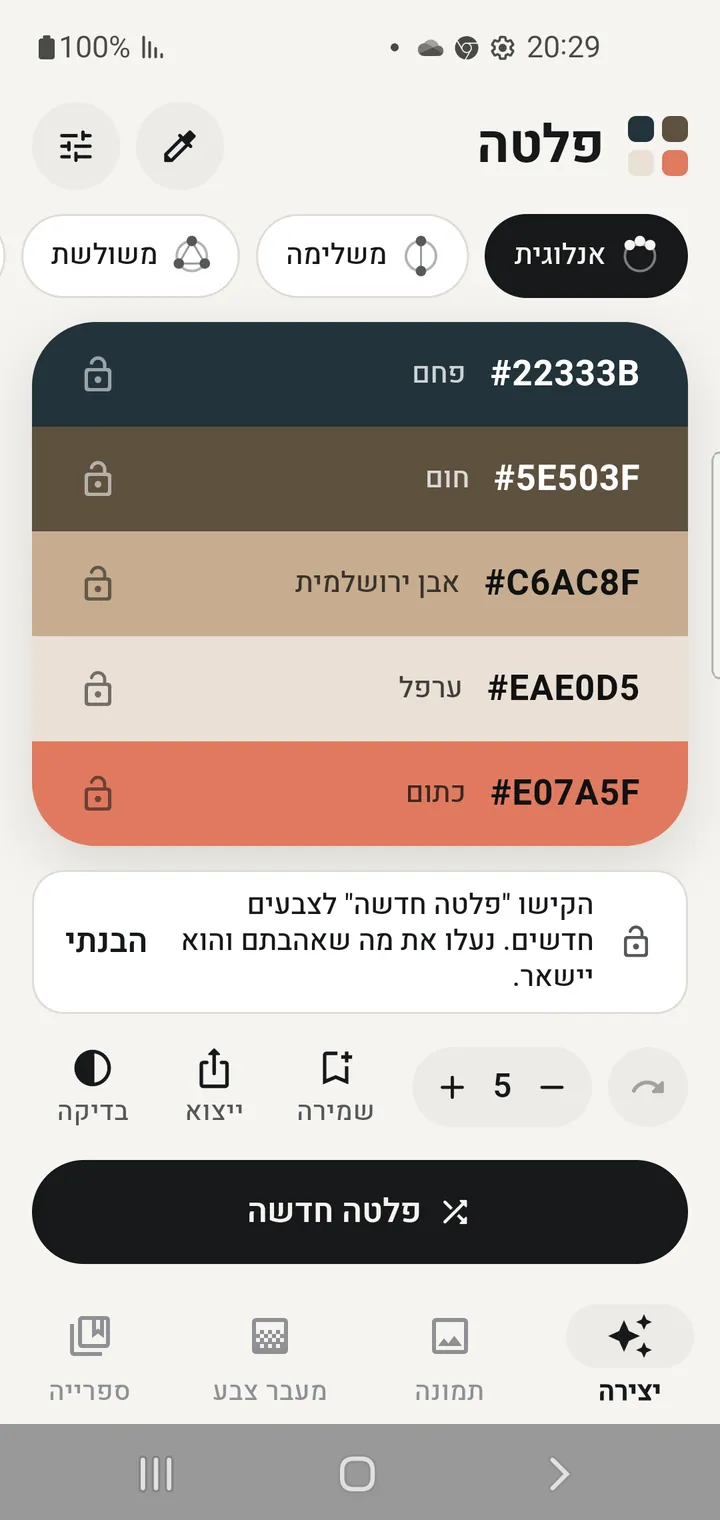 20:29
100%
פלטה
אנלוגית
משלימה
משולשת
#22333B פחם
#5E503F חום
#C6AC8F אבן ירושלמית
#EAE0D5 ערפל
#E07A5F כתום
הקישו "פלטה חדשה" לצבעים
חדשים. נעלו את מה שאהבתם והוא
יישאר.
הבנתי
5
שמירה
ייצוא
בדיקה
פלטה חדשה
יצירה
תמונה
מעבר צבע
ספרייה